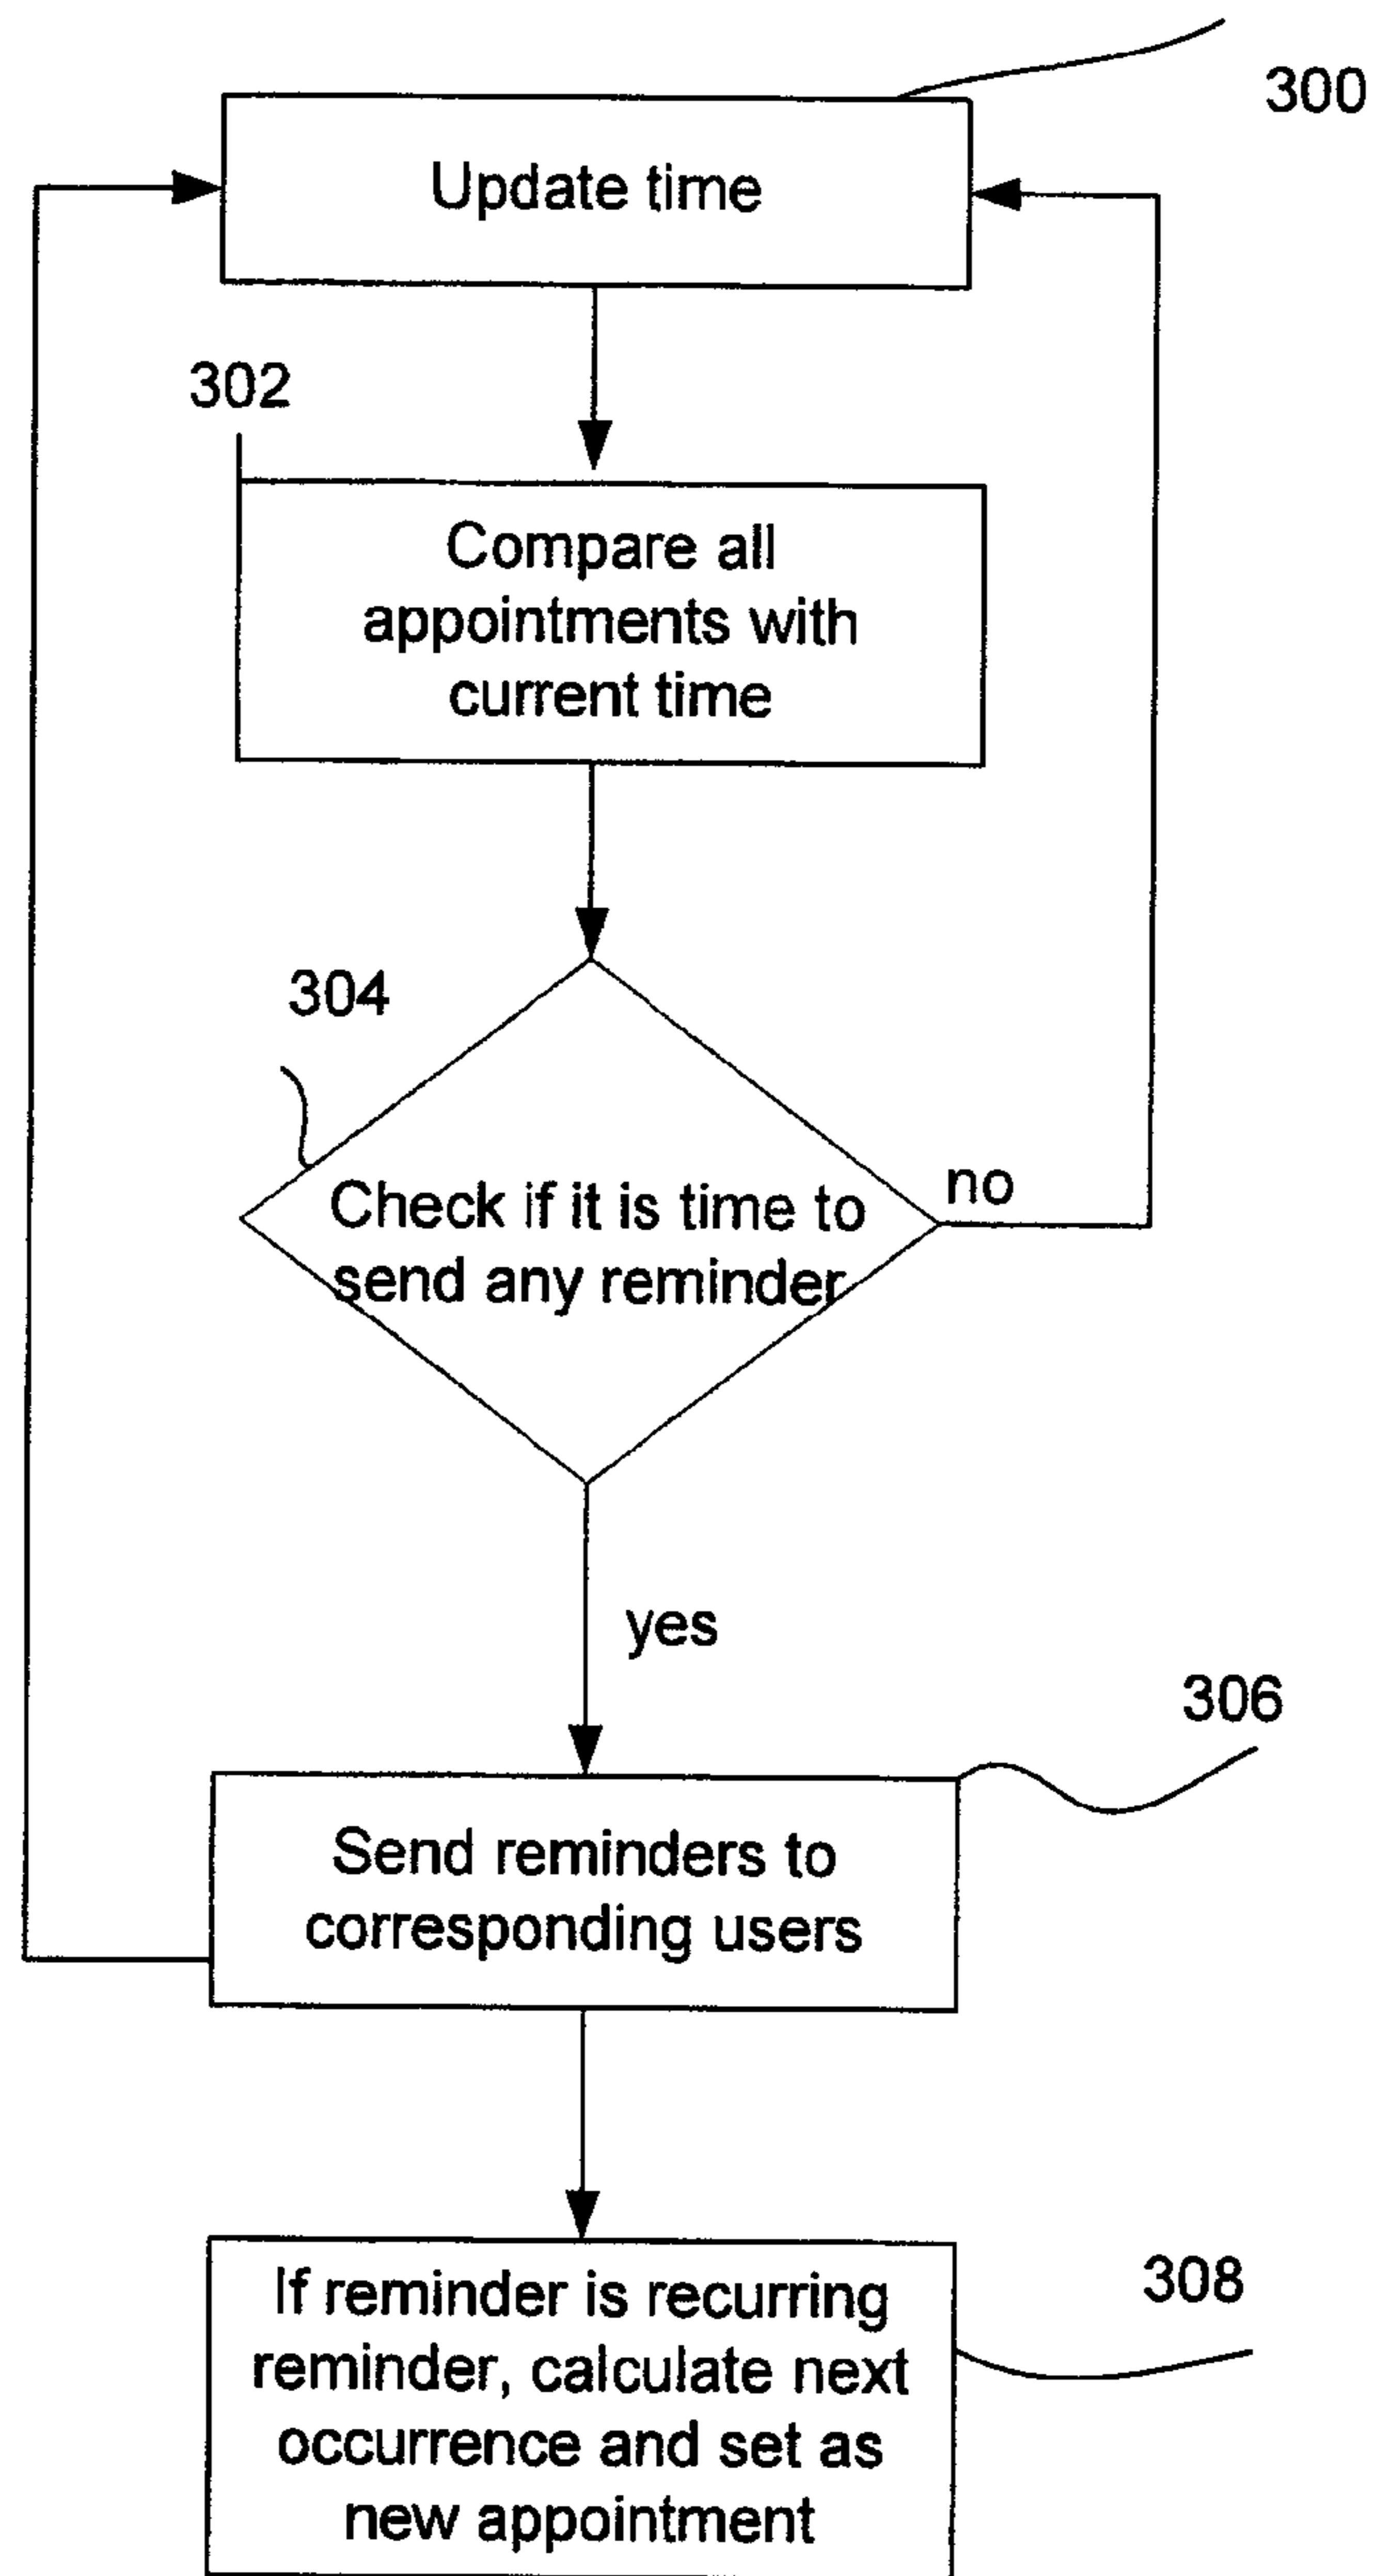 300
Update time
302
Compare all
appointments with
current time
304
Check if it is time to
send any reminder
no
yes
306
Send reminders to
corresponding users
308
If reminder is recurring
reminder, calculate next
occurrence and set as
new appointment